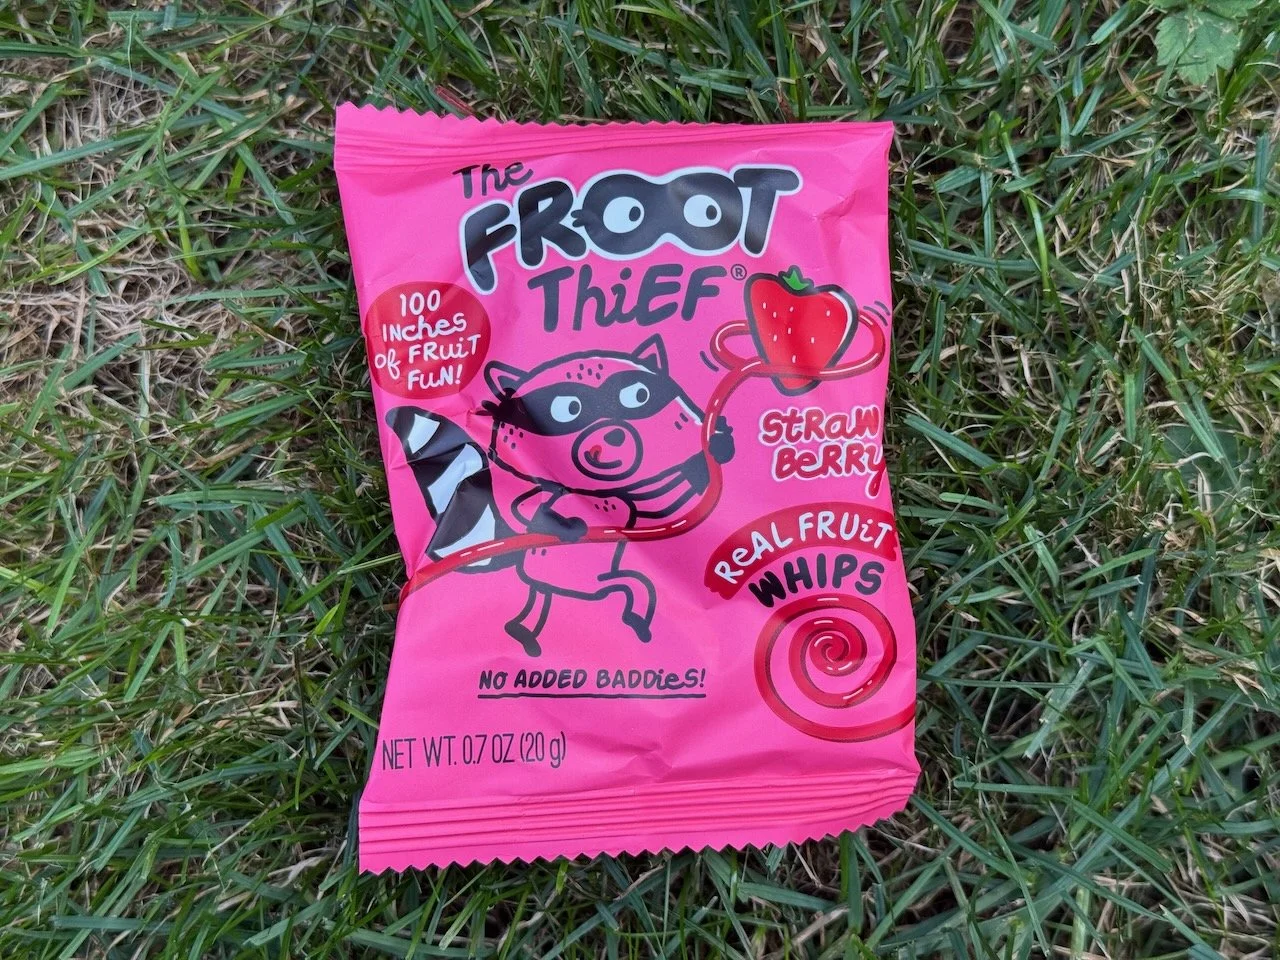 The
FROOT
ThiEF®
100
INches
of FRuiT
FuN!
StRaW
BeRRy
ReAL FRUiT
WHIPS
NO ADDED BADDieS!
NET WT. 0.7 OZ (20 g)